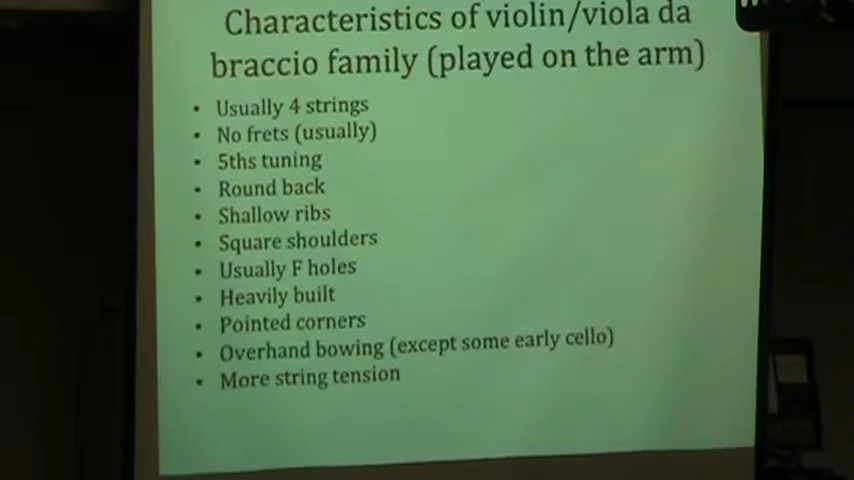 Characteristics of violin/viola da
braccio family (played on the arm)
• Usually 4 strings
• No frets (usually)
• 5ths tuning
• Round back
• Shallow ribs
• Square shoulders
• Usually F holes
• Heavily built
• Pointed corners
• Overhand bowing (except some early cello)
• More string tension